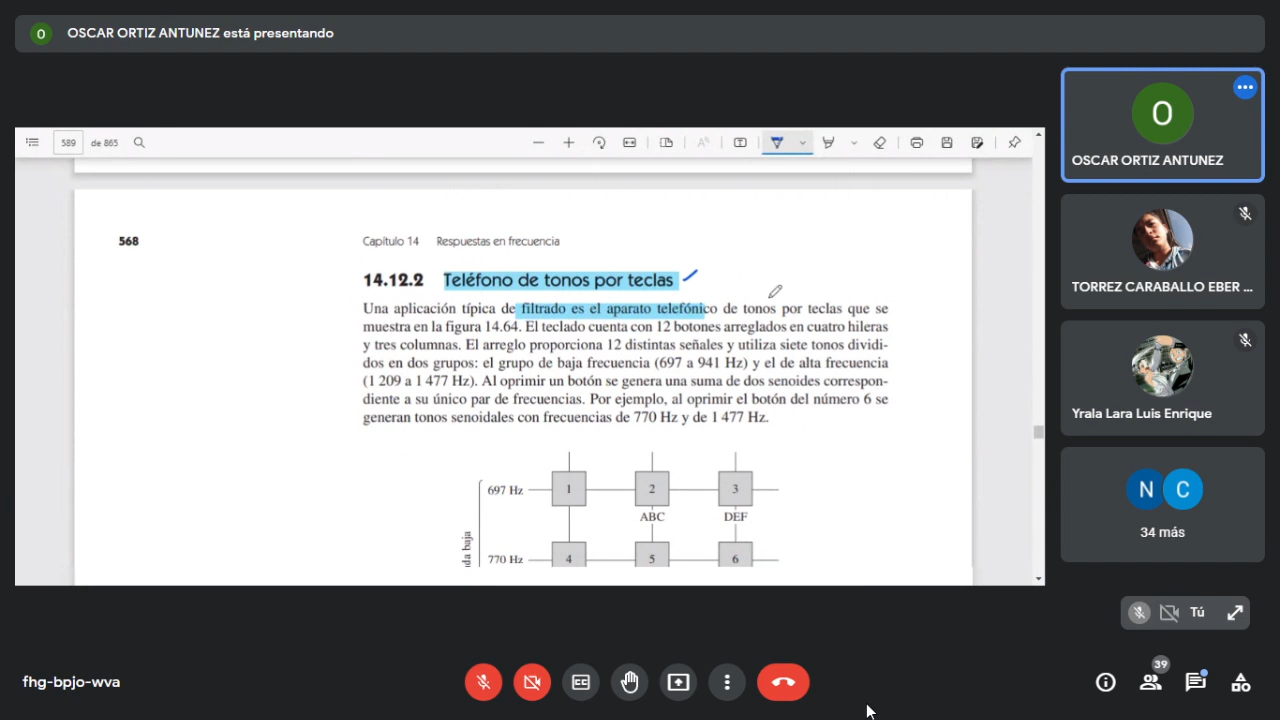 O OSCAR ORTIZ ANTUNEZ está presentando
589 de 865
568 Capítulo 14 Respuestas en frecuencia
14.12.2 Teléfono de tonos por teclas
Una aplicación típica de filtrado es el aparato telefónico de tonos por teclas que se
muestra en la figura 14.64. El teclado cuenta con 12 botones arreglados en cuatro hileras
y tres columnas. El arreglo proporciona 12 distintas señales y utiliza siete tonos dividi-
dos en dos grupos: el grupo de baja frecuencia (697 a 941 Hz) y el de alta frecuencia
(1 209 a 1 477 Hz). Al oprimir un botón se genera una suma de dos senoides correspon-
diente a su único par de frecuencias. Por ejemplo, al oprimir el botón del número 6 se
generan tonos senoidales con frecuencias de 770 Hz y de 1 477 Hz.
697 Hz 1 2 3
ABC DEF
da baja
770 Hz 4 5 6
O
OSCAR ORTIZ ANTUNEZ
TORREZ CARABALLO EBER ...
Yrala Lara Luis Enrique
N C
34 más
Tú
fhg-bpjo-wva
39